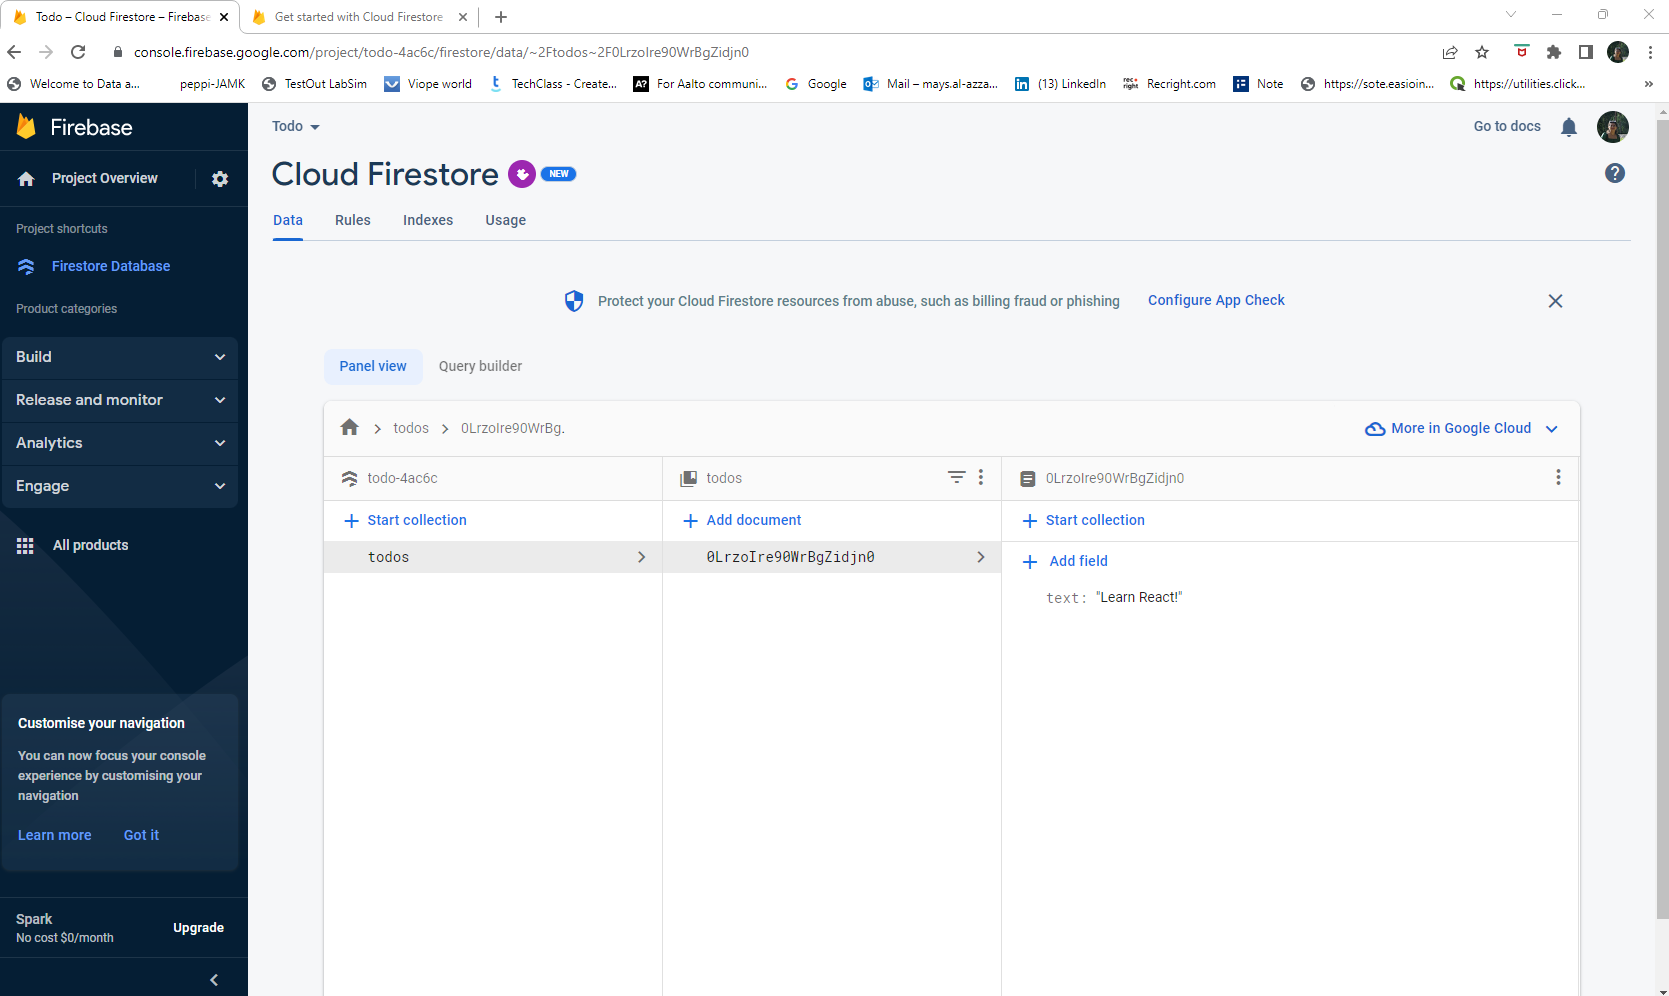 Todo – Cloud Firestore – Firebase
Get started with Cloud Firestore
console.firebase.google.com/project/todo-4ac6c/firestore/data/~2Ftodos~2F0LrzoIre90WrBgZidjn0
Welcome to Data a...
peppi-JAMK
TestOut LabSim
Viope world
TechClass - Create...
For Aalto communi...
Google
Mail – mays.al-azza...
(13) LinkedIn
Recright.com
Note
https://sote.easioin...
https://utilities.click...
»
Firebase
Project Overview
Project shortcuts
Firestore Database
Product categories
Build
Release and monitor
Analytics
Engage
All products
Customise your navigation
You can now focus your console
experience by customising your
navigation
Learn more
Got it
Spark
No cost $0/month
Upgrade
Todo
Go to docs
Cloud Firestore
NEW
Data
Rules
Indexes
Usage
Protect your Cloud Firestore resources from abuse, such as billing fraud or phishing
Configure App Check
Panel view
Query builder
todos
0LrzoIre90WrBg.
More in Google Cloud
todo-4ac6c
todos
0LrzoIre90WrBgZidjn0
Start collection
Add document
Start collection
todos
0LrzoIre90WrBgZidjn0
Add field
text: "Learn React!"